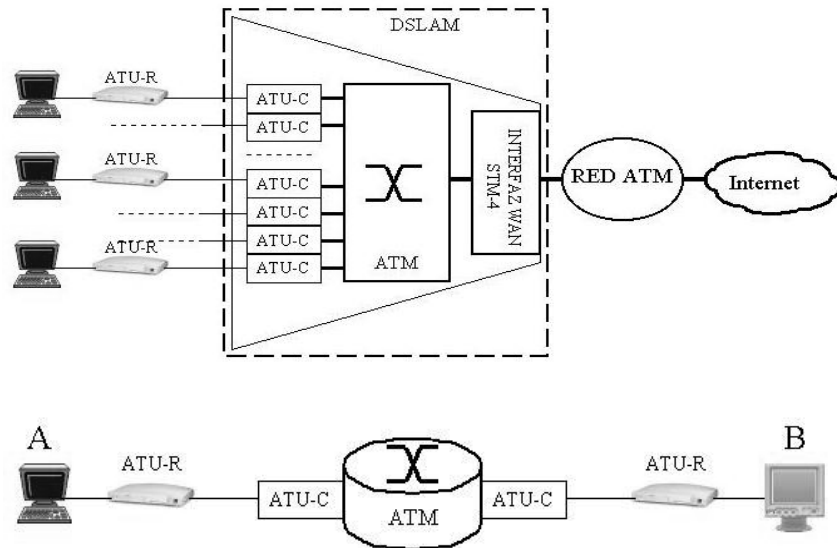 DSLAM
ATU-R
ATU-C
ATU-C
ATU-R
ATU-C
ATU-C
ATU-C
ATU-R
ATU-C
ATM
INTERFAZ WAN
STM-4
RED ATM
Internet
A
B
ATU-R
ATU-R
ATU-C
ATU-C
ATM